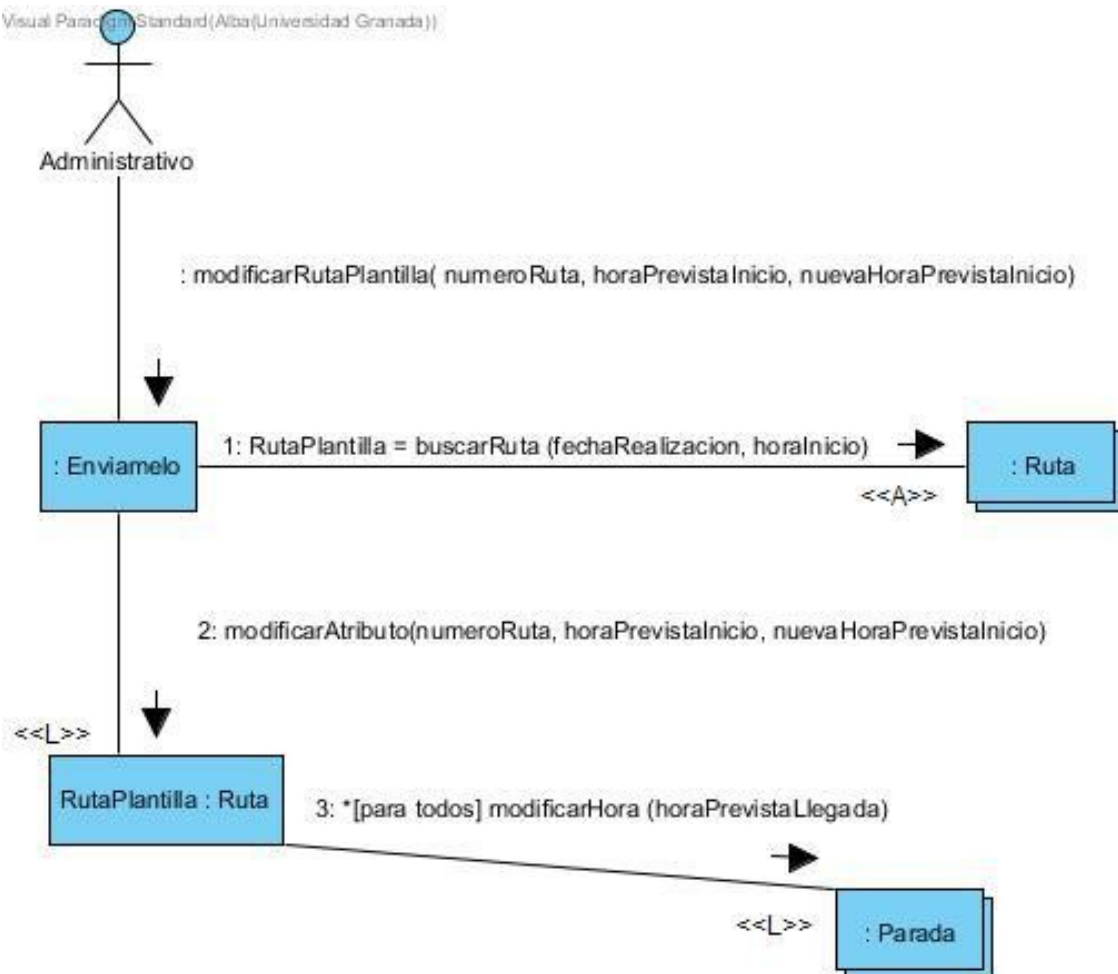 Visual Paradigm Standard(Alba(Universidad Granada))
Administrativo
: modificarRutaPlantilla( numeroRuta, horaPrevistaInicio, nuevaHoraPrevistaInicio)
: Enviamelo
1: RutaPlantilla = buscarRuta (fechaRealizacion, horaInicio)
<<A>>
: Ruta
2: modificarAtributo(numeroRuta, horaPrevistaInicio, nuevaHoraPrevistaInicio)
<<L>>
RutaPlantilla : Ruta
3: *[para todos] modificarHora (horaPrevistaLlegada)
<<L>>
: Parada